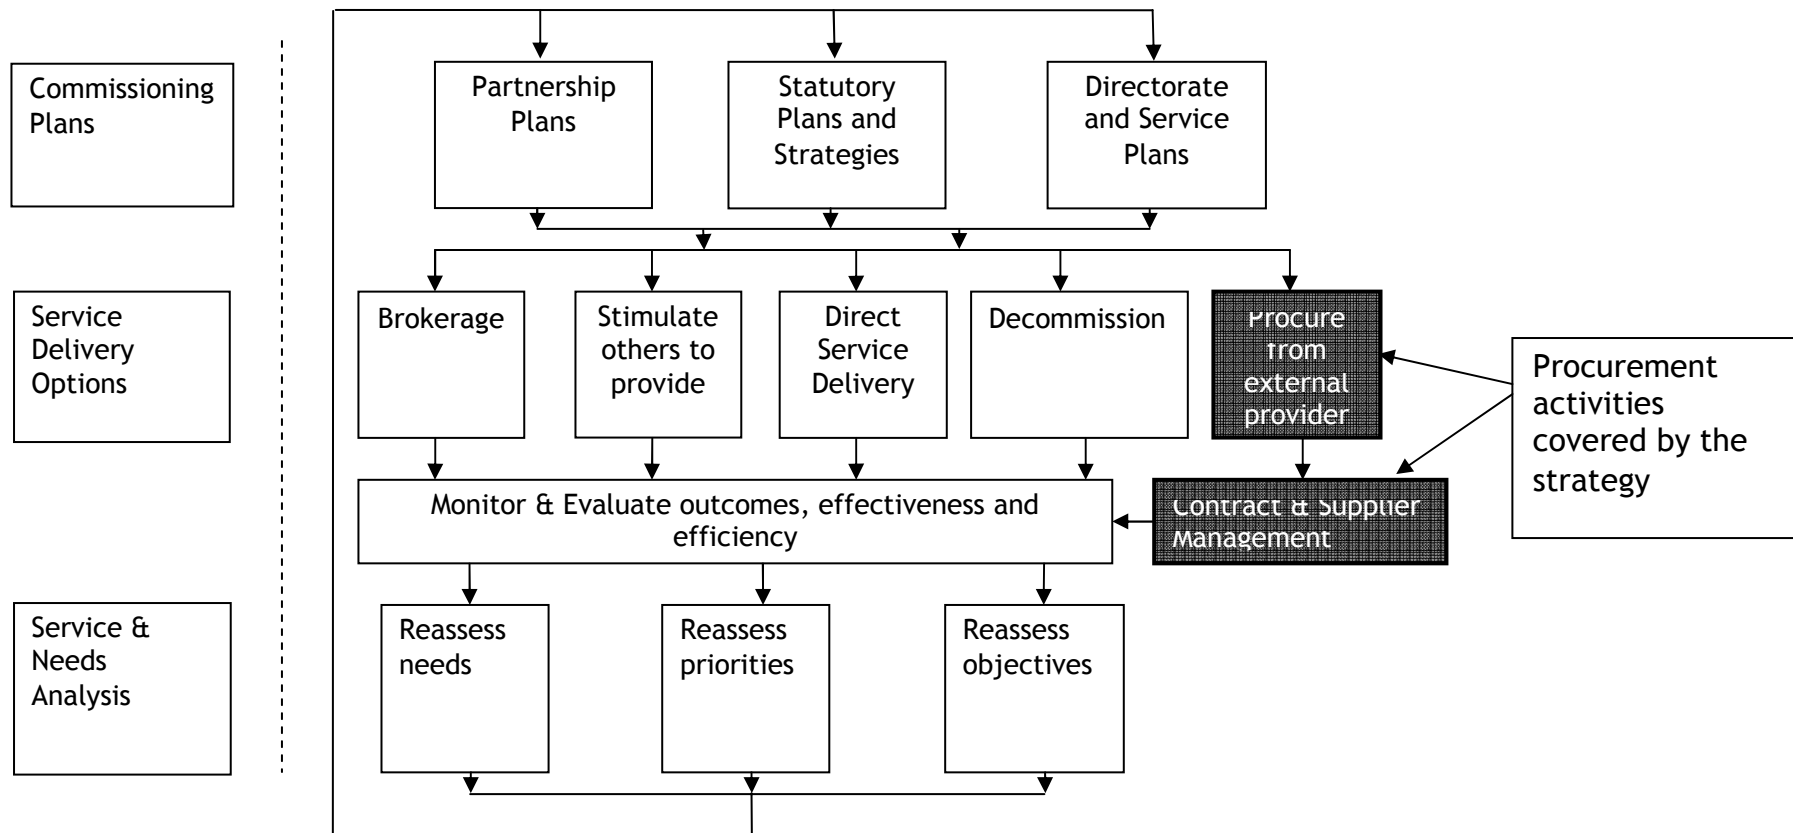 Commissioning
Plans
Partnership
Plans
Statutory
Plans and
Strategies
Directorate
and Service
Plans
Service
Delivery
Options
Brokerage
Stimulate
others to
provide
Direct
Service
Delivery
Decommission
Procure
from
external
provider
Procurement
activities
covered by the
strategy
Monitor & Evaluate outcomes, effectiveness and
efficiency
Contract & Supplier
Management
Service &
Needs
Analysis
Reassess
needs
Reassess
priorities
Reassess
objectives